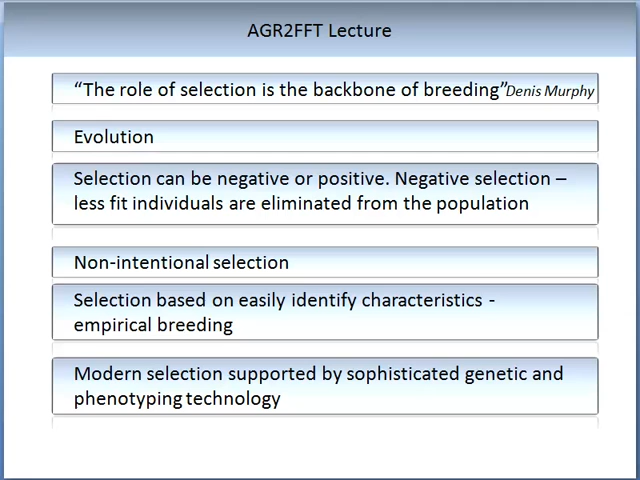 AGR2FFT Lecture
“The role of selection is the backbone of breeding”Denis Murphy
Evolution
Selection can be negative or positive. Negative selection –
less fit individuals are eliminated from the population
Non-intentional selection
Selection based on easily identify characteristics -
empirical breeding
Modern selection supported by sophisticated genetic and
phenotyping technology